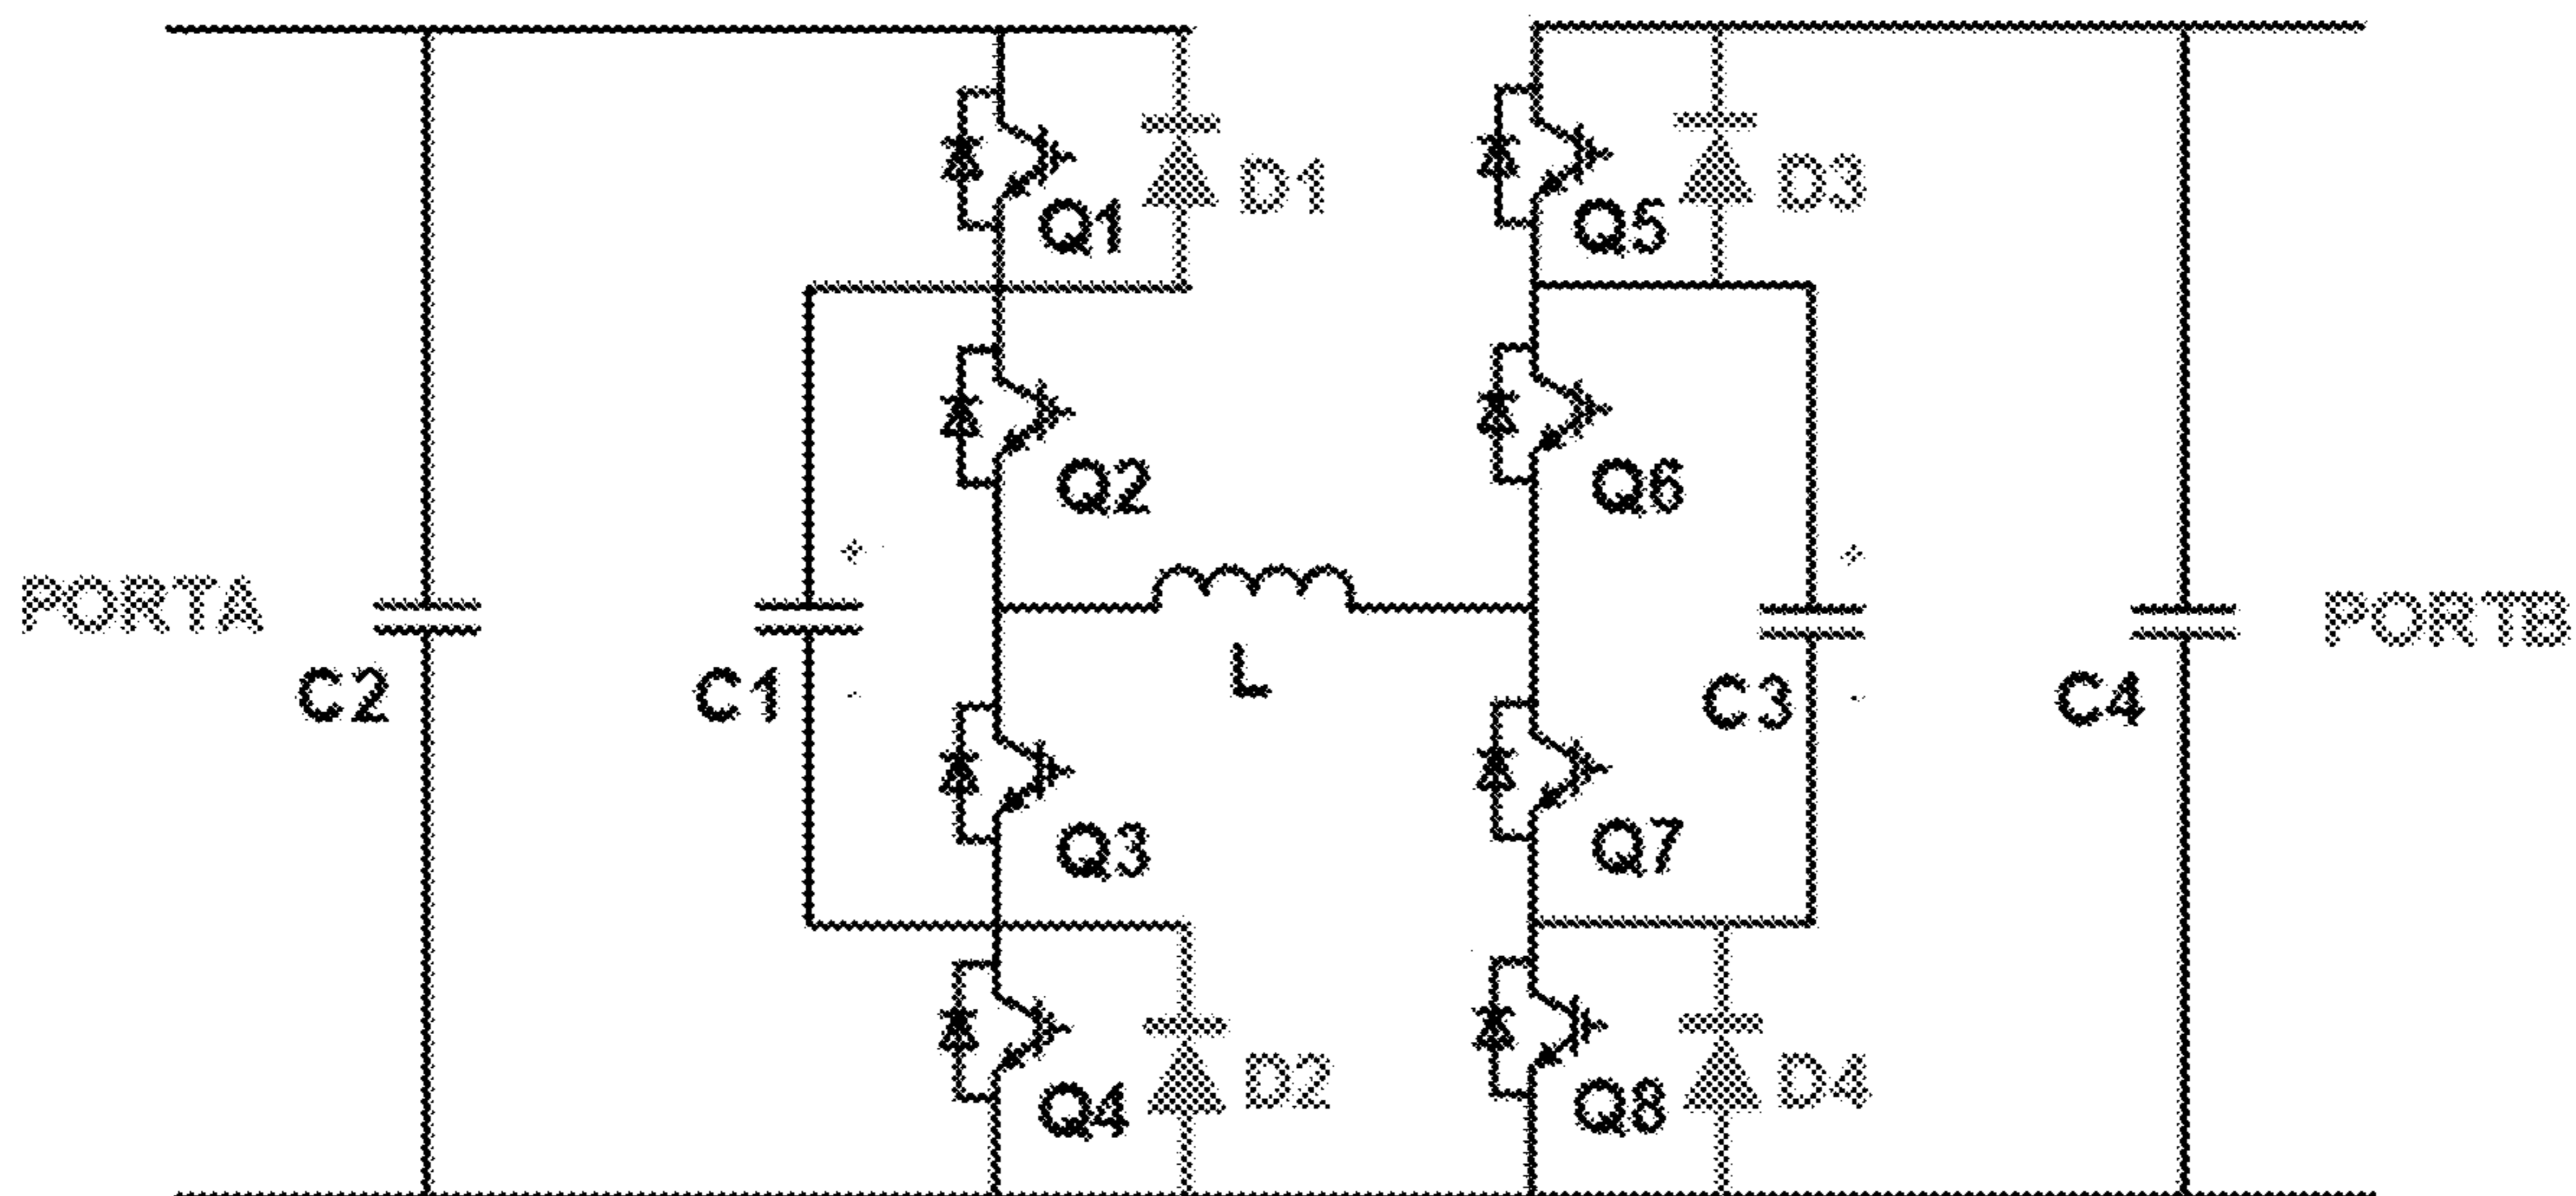 D1
D3
Q1
Q5
Q2
Q6
+
+
PORTA
PORTB
L
C2
C1
C3
C4
-
-
Q3
Q7
D2
D4
Q4
Q8